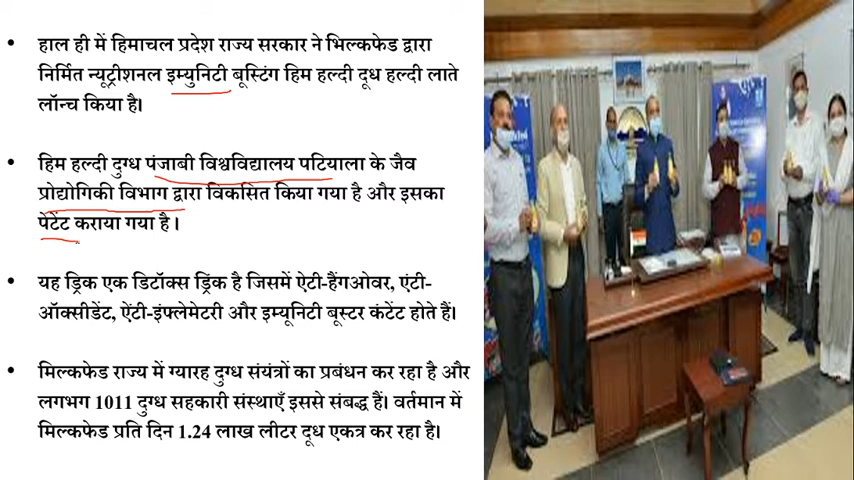 हाल ही में हिमाचल प्रदेश राज्य सरकार ने भिल्कफेड द्वारा
निर्मित न्यूट्रीशनल इम्युनिटी बूस्टिंग हिम हल्दी दूध हल्दी लाते
लॉन्च किया है।
हिम हल्दी दुग्ध पंजाबी विश्वविद्यालय पटियाला के जैव
प्रोद्योगिकी विभाग द्वारा विकसित किया गया है और इसका
पेटेंट कराया गया है।
यह ड्रिक एक डिटॉक्स ड्रिंक है जिसमें ऐटी-हैंगओवर, एंटी-
ऑक्सीडेंट, ऐंटी-इंफ्लेमेटरी और इम्यूनिटी बूस्टर कंटेंट होते हैं।
मिल्कफेड राज्य में ग्यारह दुग्ध संयंत्रों का प्रबंधन कर रहा है और
लगभग 1011 दुग्ध सहकारी संस्थाएँ इससे संबद्ध हैं। वर्तमान में
मिल्कफेड प्रति दिन 1.24 लाख लीटर दूध एकत्र कर रहा है।